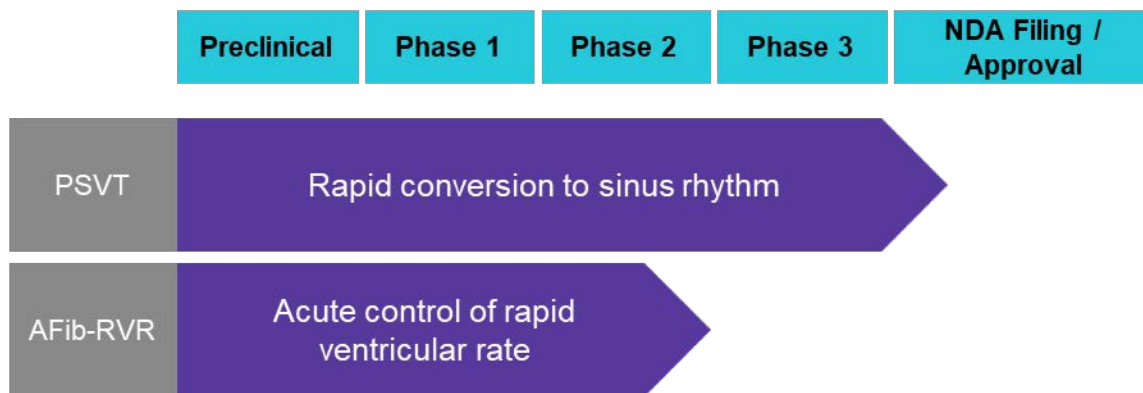 Preclinical
Phase 1
Phase 2
Phase 3
NDA Filing /
Approval
PSVT
Rapid conversion to sinus rhythm
AFib-RVR
Acute control of rapid
ventricular rate